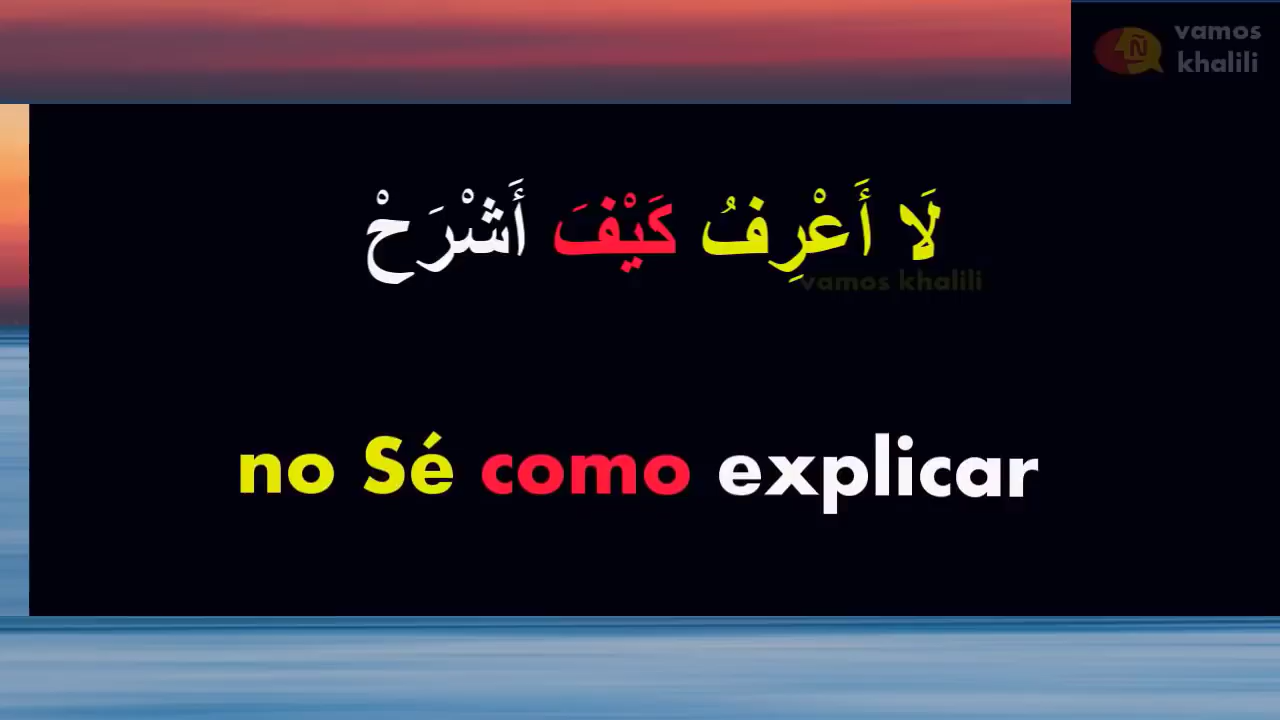 vamos
khalili
لَا أَعْرِفُ كَيْفَ أَشْرَحْ
vamos khalili
no Sé como explicar